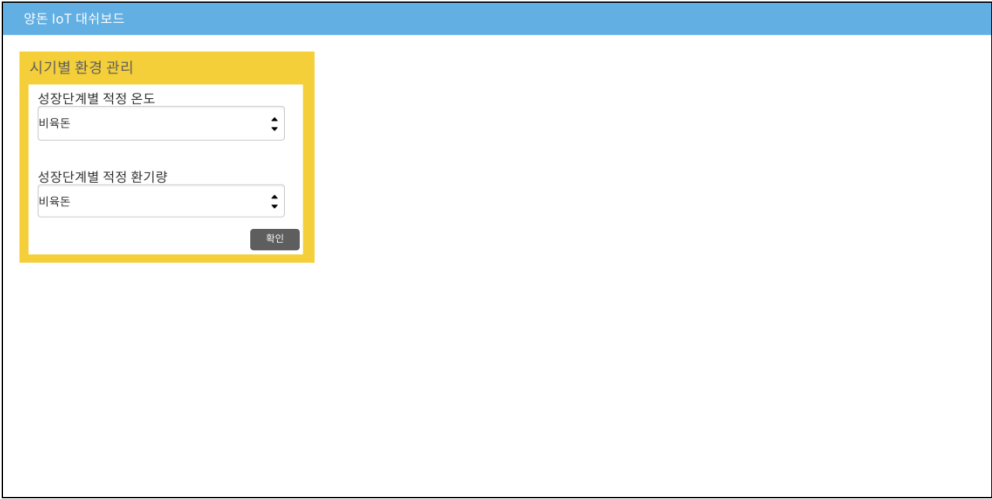 양돈 IoT 대쉬보드
시기별 환경 관리
성장단계별 적정 온도
비육돈
성장단계별 적정 환기량
비육돈
확인